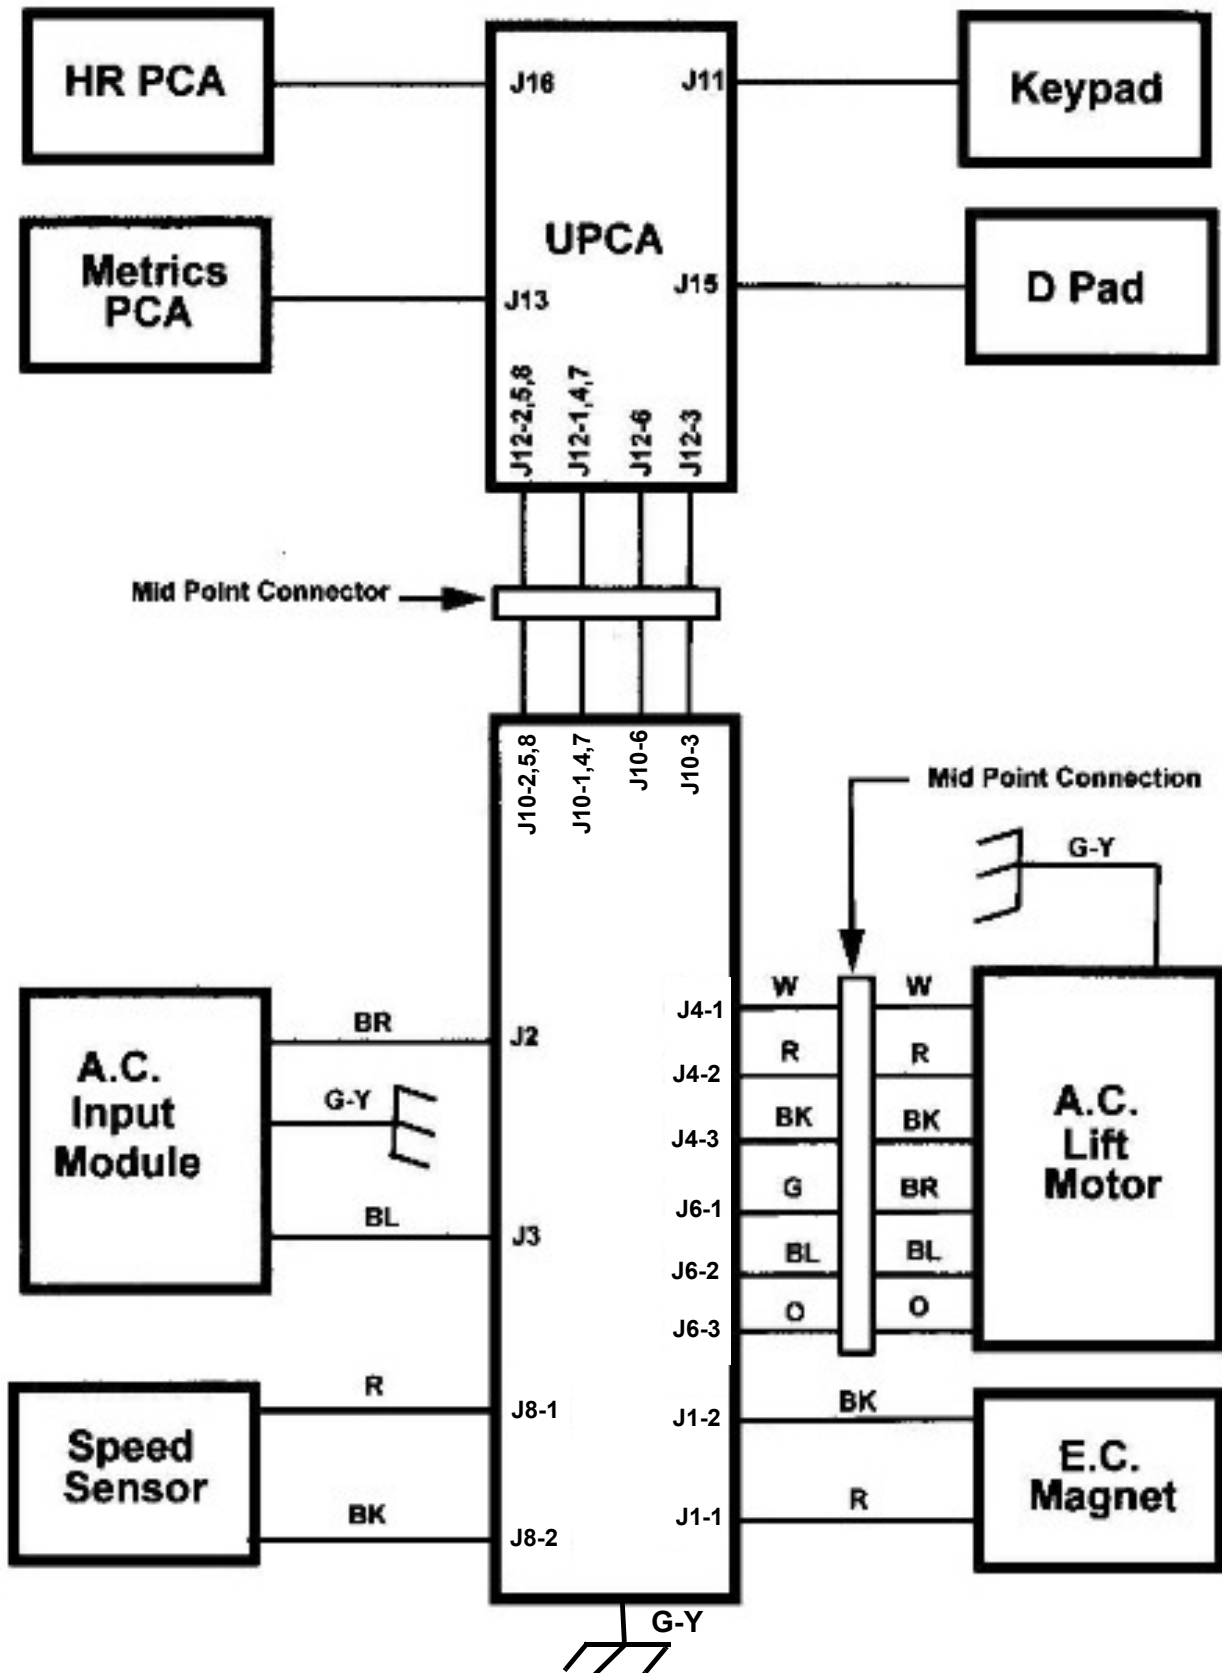 HR PCA
J16
J11
Keypad
UPCA
Metrics
PCA
J13
J15
D Pad
J12-2,5,8
J12-1,4,7
J12-6
J12-3
Mid Point Connector
J10-2,5,8
J10-1,4,7
J10-6
J10-3
Mid Point Connection
G-Y
A.C.
Input
Module
BR
J2
G-Y
BL
J3
J4-1
W
W
J4-2
R
R
J4-3
BK
BK
J6-1
G
BR
J6-2
BL
BL
J6-3
O
O
A.C.
Lift
Motor
Speed
Sensor
R
J8-1
BK
J8-2
J1-2
BK
J1-1
R
E.C.
Magnet
G-Y